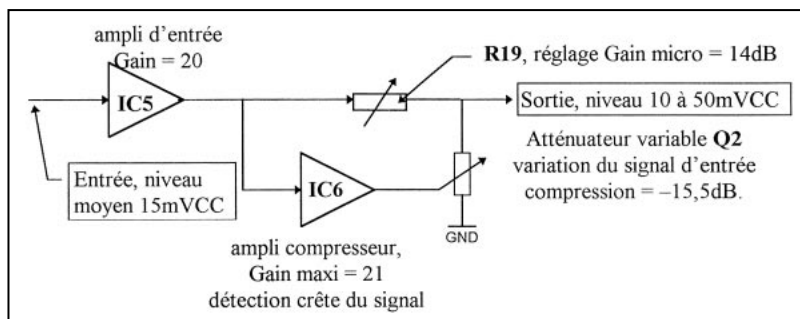 ampli d'entrée
Gain = 20
R19, réglage Gain micro = 14dB
IC5
Sortie, niveau 10 à 50mVCC
Entrée, niveau
moyen 15mVCC
IC6
Atténuateur variable Q2
variation du signal d'entrée
compression = –15,5dB.
GND
ampli compresseur,
Gain maxi = 21
détection crête du signal